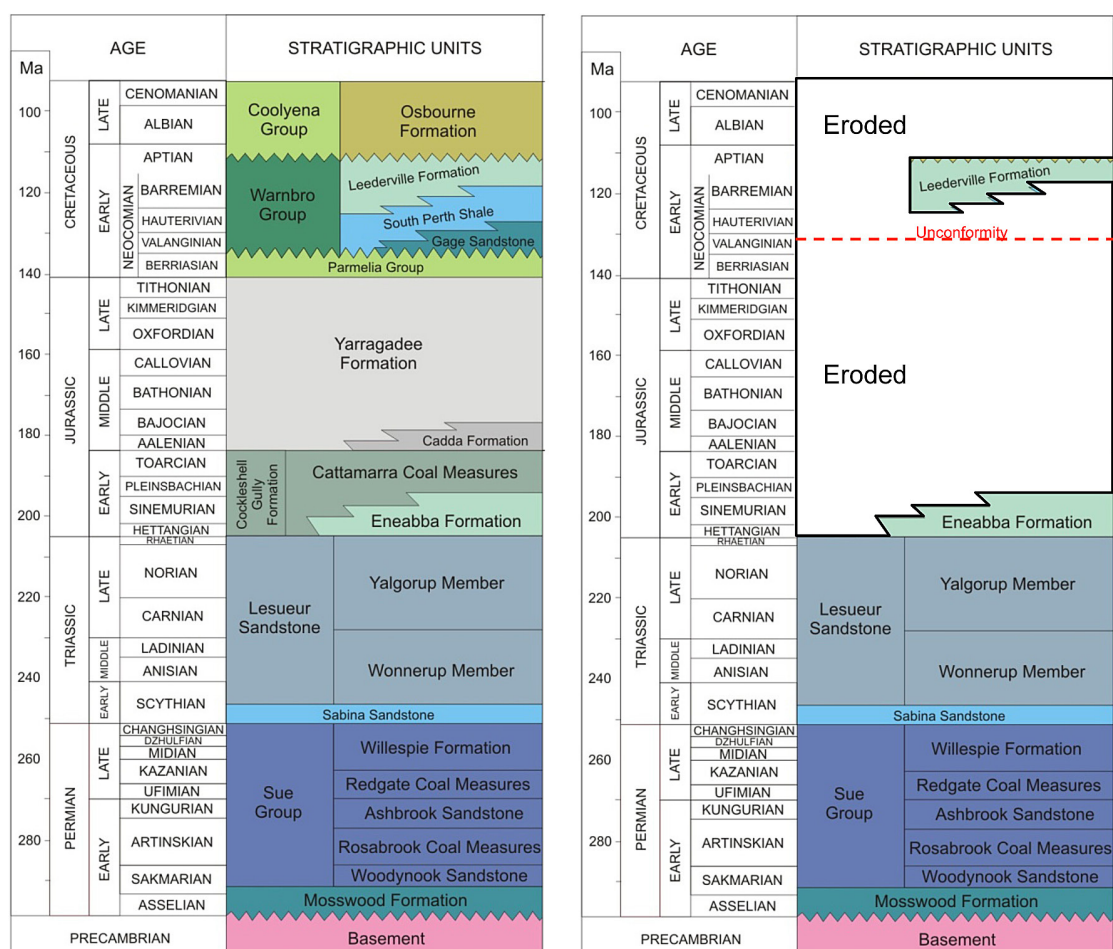 AGE
STRATIGRAPHIC UNITS
Ma
100
120
140
160
180
200
220
240
260
280
CRETACEOUS
JURASSIC
TRIASSIC
PERMIAN
LATE
EARLY
NEOCOMIAN
LATE
MIDDLE
EARLY
LATE
MIDDLE
EARLY
LATE
EARLY
CENOMANIAN
ALBIAN
APTIAN
BARREMIAN
HAUTERIVIAN
VALANGINIAN
BERRIASIAN
TITHONIAN
KIMMERIDGIAN
OXFORDIAN
CALLOVIAN
BATHONIAN
BAJOCIAN
AALENIAN
TOARCIAN
PLEINSBACHIAN
SINEMURIAN
HETTANGIAN
RHAETIAN
NORIAN
CARNIAN
LADINIAN
ANISIAN
SCYTHIAN
CHANGHSINGIAN
DZHULFIAN
MIDIAN
KAZANIAN
UFIMIAN
KUNGURIAN
ARTINSKIAN
SAKMARIAN
ASSELIAN
PRECAMBRIAN
Coolyena
Group
Osbourne
Formation
Warnbro
Group
Leederville Formation
South Perth Shale
Gage Sandstone
Parmelia Group
Yarragadee
Formation
Cadda Formation
Cockleshell
Gully
Formation
Cattamarra Coal Measures
Eneabba Formation
Lesueur
Sandstone
Yalgorup Member
Wonnerup Member
Sabina Sandstone
Sue
Group
Willespie Formation
Redgate Coal Measures
Ashbrook Sandstone
Rosabrook Coal Measures
Woodynook Sandstone
Mosswood Formation
Basement
AGE
STRATIGRAPHIC UNITS
Ma
100
120
140
160
180
200
220
240
260
280
CRETACEOUS
JURASSIC
TRIASSIC
PERMIAN
LATE
EARLY
NEOCOMIAN
LATE
MIDDLE
EARLY
LATE
MIDDLE
EARLY
LATE
EARLY
CENOMANIAN
ALBIAN
APTIAN
BARREMIAN
HAUTERIVIAN
VALANGINIAN
BERRIASIAN
TITHONIAN
KIMMERIDGIAN
OXFORDIAN
CALLOVIAN
BATHONIAN
BAJOCIAN
AALENIAN
TOARCIAN
PLEINSBACHIAN
SINEMURIAN
HETTANGIAN
RHAETIAN
NORIAN
CARNIAN
LADINIAN
ANISIAN
SCYTHIAN
CHANGHSINGIAN
DZHULFIAN
MIDIAN
KAZANIAN
UFIMIAN
KUNGURIAN
ARTINSKIAN
SAKMARIAN
ASSELIAN
PRECAMBRIAN
Eroded
Leederville Formation
Unconformity
Eroded
Eneabba Formation
Lesueur
Sandstone
Yalgorup Member
Wonnerup Member
Sabina Sandstone
Sue
Group
Willespie Formation
Redgate Coal Measures
Ashbrook Sandstone
Rosabrook Coal Measures
Woodynook Sandstone
Mosswood Formation
Basement